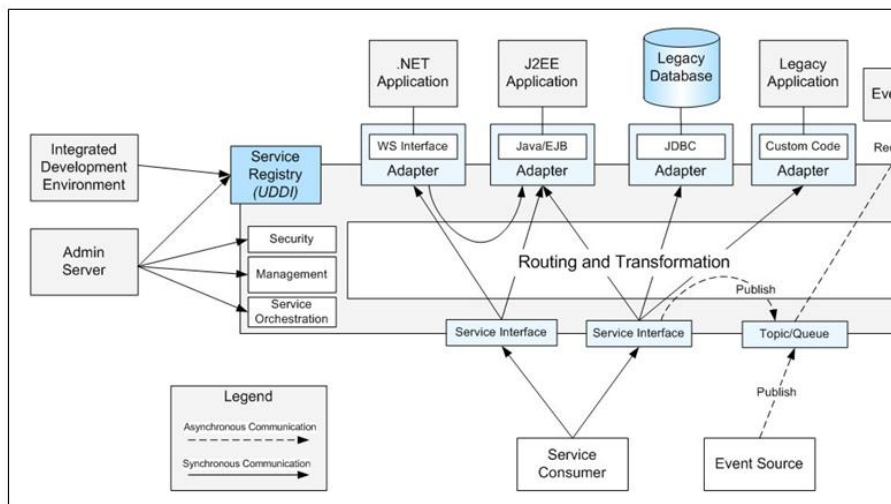 .NET
Application
J2EE
Application
Legacy
Database
Legacy
Application
Integrated
Development
Environment
Service
Registry
(UDDI)
WS Interface
Adapter
Java/EJB
Adapter
JDBC
Adapter
Custom Code
Adapter
Admin
Server
Security
Management
Service
Orchestration
Routing and Transformation
Publish
Service Interface
Service Interface
Topic/Queue
Publish
Legend
Asynchronous Communication
Synchronous Communication
Service
Consumer
Event Source